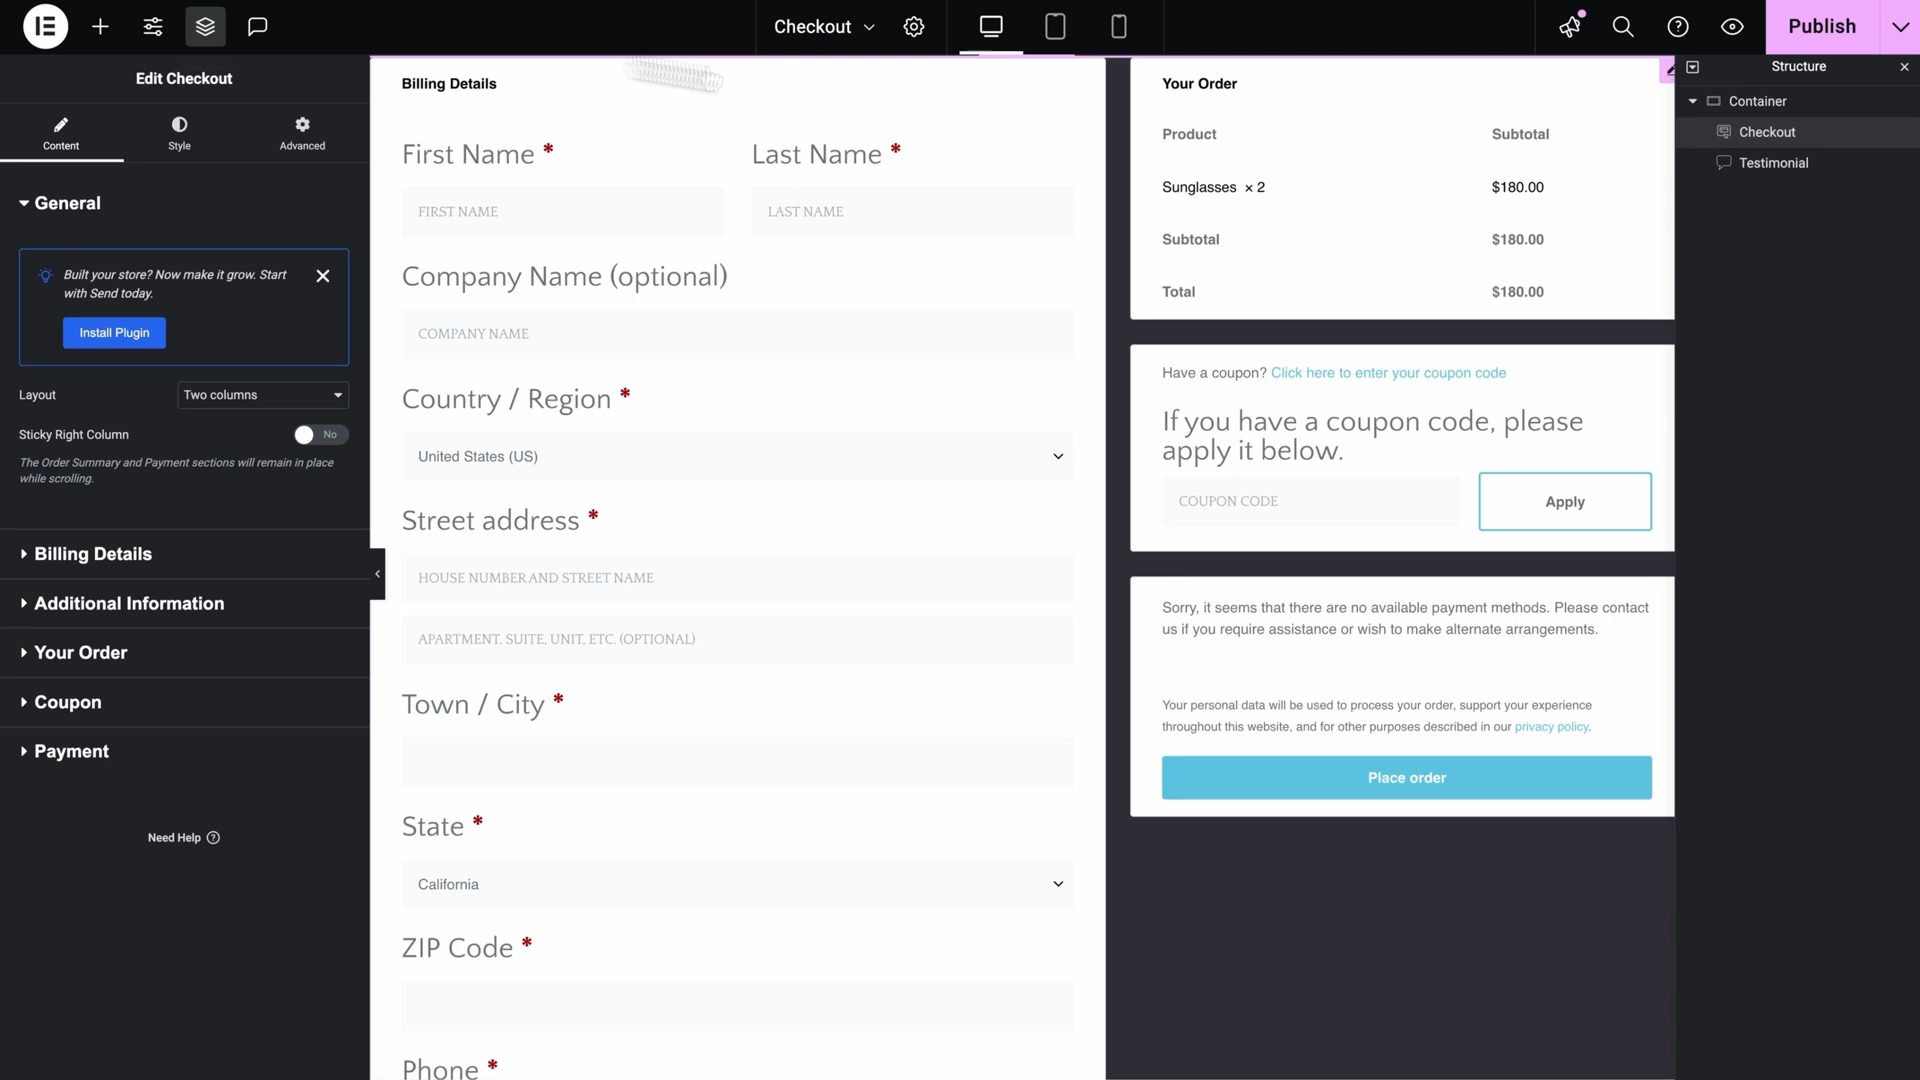 Checkout
Publish
Edit Checkout
Content
Style
Advanced
General
Built your store? Now make it grow. Start
with Send today.
Install Plugin
Layout
Two columns
Sticky Right Column
No
The Order Summary and Payment sections will remain in place
while scrolling.
Billing Details
Additional Information
Your Order
Coupon
Payment
Need Help
Billing Details
First Name *
Last Name *
FIRST NAME
LAST NAME
Company Name (optional)
COMPANY NAME
Country / Region *
United States (US)
Street address *
HOUSE NUMBER AND STREET NAME
APARTMENT, SUITE, UNIT, ETC. (OPTIONAL)
Town / City *
State *
California
ZIP Code *
Phone *
Your Order
Product
Subtotal
Sunglasses × 2
$180.00
Subtotal
$180.00
Total
$180.00
Have a coupon? Click here to enter your coupon code
If you have a coupon code, please
apply it below.
COUPON CODE
Apply
Sorry, it seems that there are no available payment methods. Please contact
us if you require assistance or wish to make alternate arrangements.
Your personal data will be used to process your order, support your experience
throughout this website, and for other purposes described in our privacy policy.
Place order
Structure
Container
Checkout
Testimonial